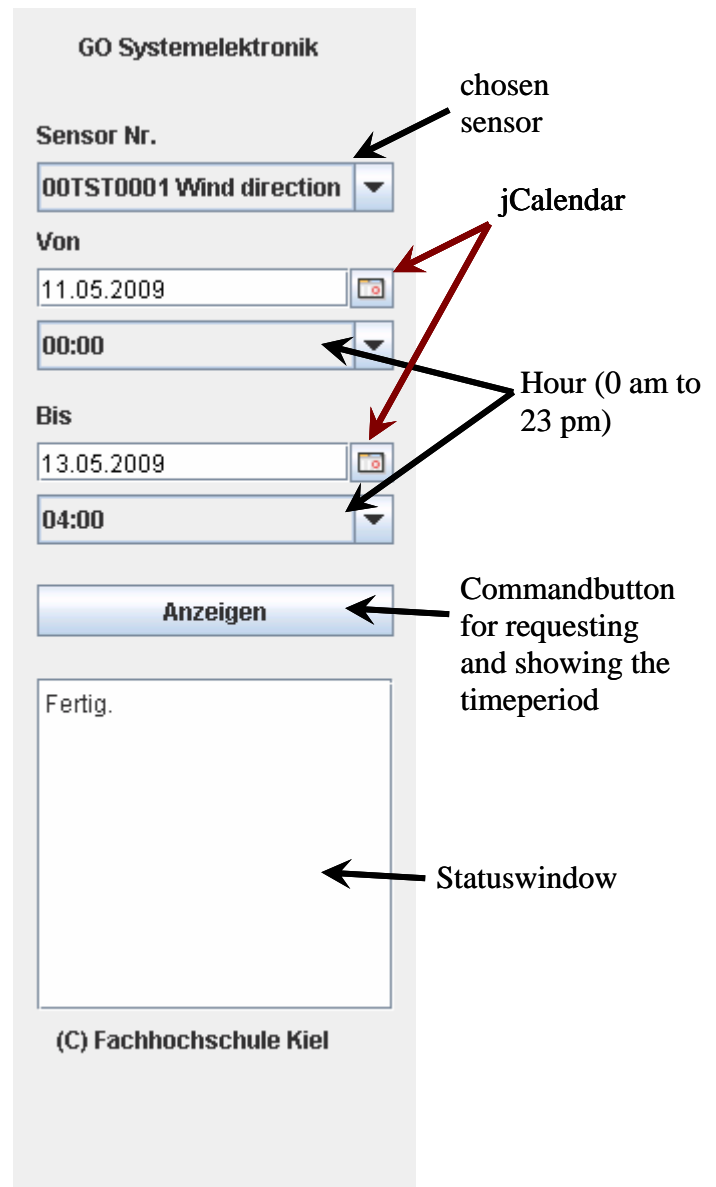 GO Systemelektronik
chosen
sensor
Sensor Nr.
00TST0001 Wind direction
jCalendar
Von
11.05.2009
00:00
Hour (0 am to
23 pm)
Bis
13.05.2009
04:00
Commandbutton
for requesting
and showing the
timeperiod
Anzeigen
Fertig.
Statuswindow
(C) Fachhochschule Kiel